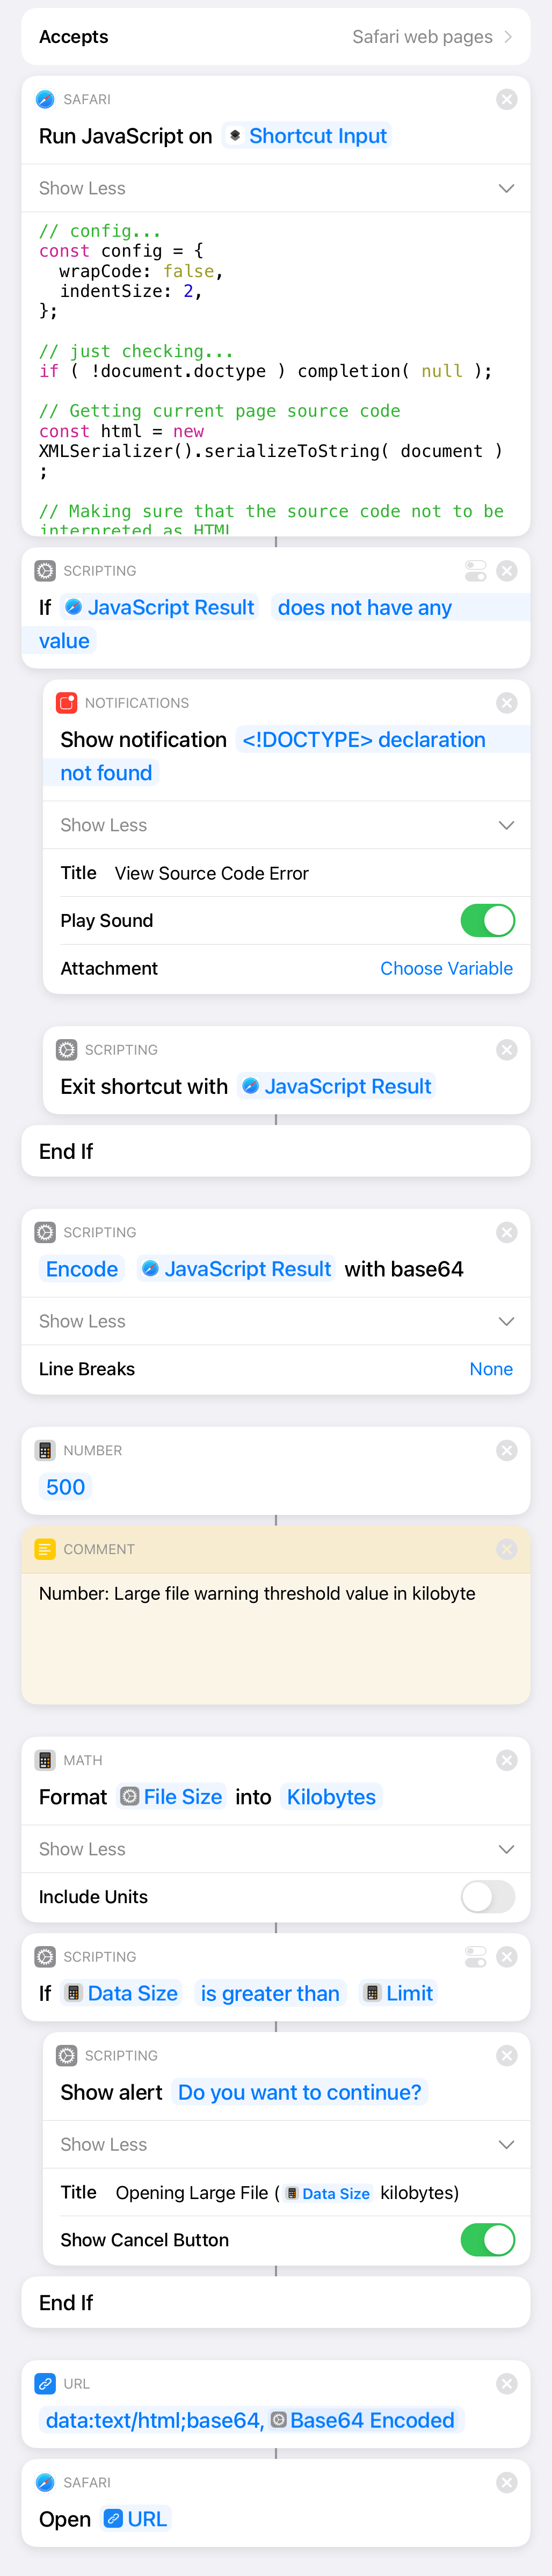 Accepts Safari web pages
SAFARI
Run JavaScript on Shortcut Input
Show Less
// config...
const config = {
  wrapCode: false,
  indentSize: 2,
};
// just checking...
if ( !document.doctype ) completion( null );
// Getting current page source code
const html = new
XMLSerializer().serializeToString( document )
;
// Making sure that the source code not to be
interpreted as HTML
SCRIPTING
If JavaScript Result does not have any
value
NOTIFICATIONS
Show notification <!DOCTYPE> declaration
not found
Show Less
Title View Source Code Error
Play Sound
Attachment Choose Variable
SCRIPTING
Exit shortcut with JavaScript Result
End If
SCRIPTING
Encode JavaScript Result with base64
Show Less
Line Breaks None
NUMBER
500
COMMENT
Number: Large file warning threshold value in kilobyte
MATH
Format File Size into Kilobytes
Show Less
Include Units
SCRIPTING
If Data Size is greater than Limit
SCRIPTING
Show alert Do you want to continue?
Show Less
Title Opening Large File ( Data Size kilobytes)
Show Cancel Button
End If
URL
data:text/html;base64, Base64 Encoded
SAFARI
Open URL